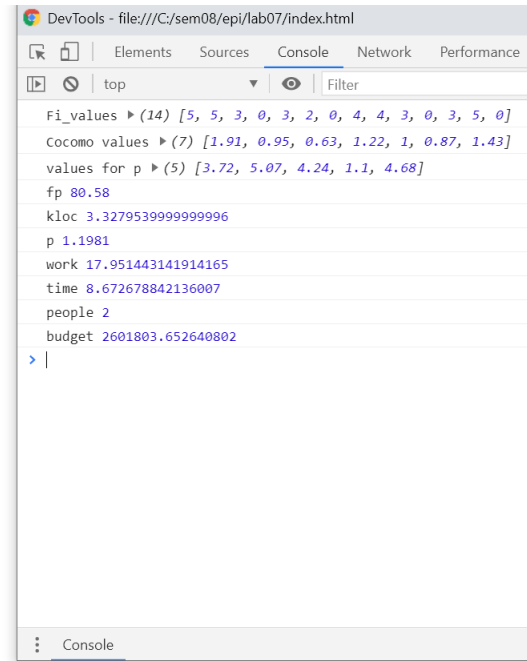 DevTools - file:///C:/sem08/epi/lab07/index.html
Elements Sources Console Network Performance
top ▼ Filter
Fi_values ▶(14) [5, 5, 3, 0, 3, 2, 0, 4, 4, 3, 0, 3, 5, 0]
Cocomo values ▶(7) [1.91, 0.95, 0.63, 1.22, 1, 0.87, 1.43]
values for p ▶(5) [3.72, 5.07, 4.24, 1.1, 4.68]
fp 80.58
kloc 3.3279539999999996
p 1.1981
work 17.951443141914165
time 8.672678842136007
people 2
budget 2601803.652640802
>
Console